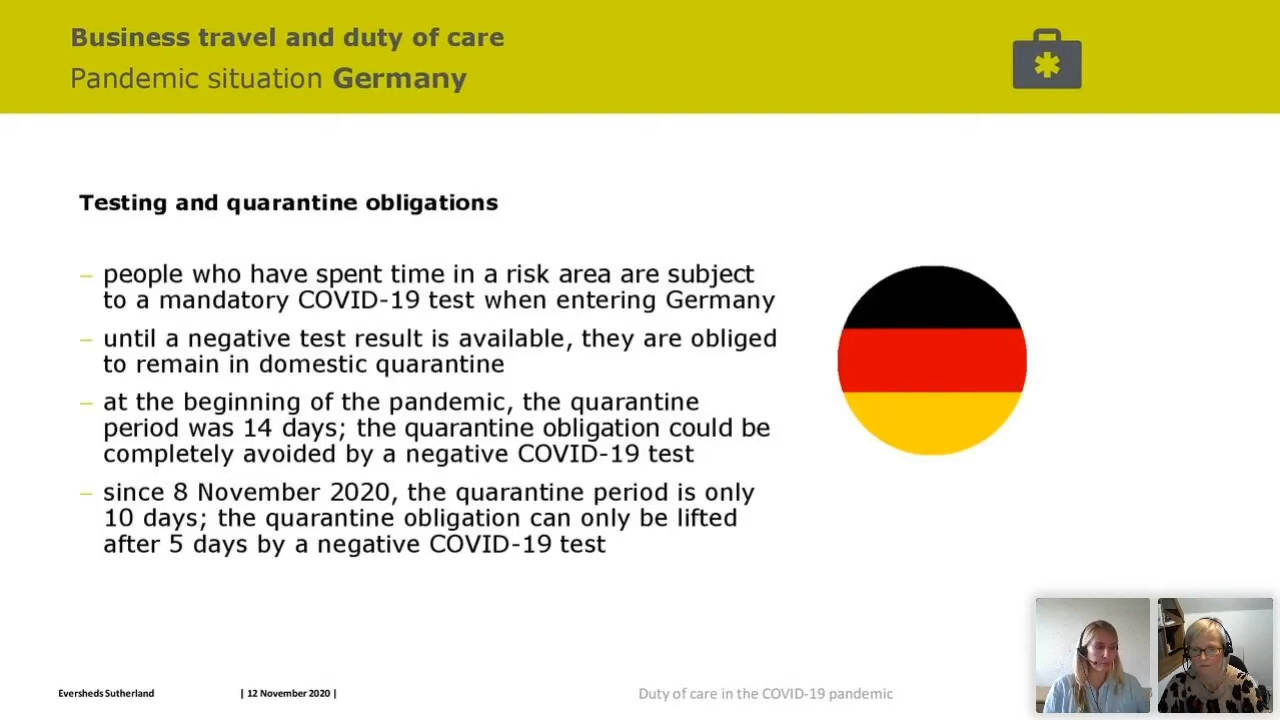 Business travel and duty of care
Pandemic situation Germany
Testing and quarantine obligations
– people who have spent time in a risk area are subject
to a mandatory COVID-19 test when entering Germany
– until a negative test result is available, they are obliged
to remain in domestic quarantine
– at the beginning of the pandemic, the quarantine
period was 14 days; the quarantine obligation could be
completely avoided by a negative COVID-19 test
– since 8 November 2020, the quarantine period is only
10 days; the quarantine obligation can only be lifted
after 5 days by a negative COVID-19 test
Eversheds Sutherland | 12 November 2020 | Duty of care in the COVID-19 pandemic